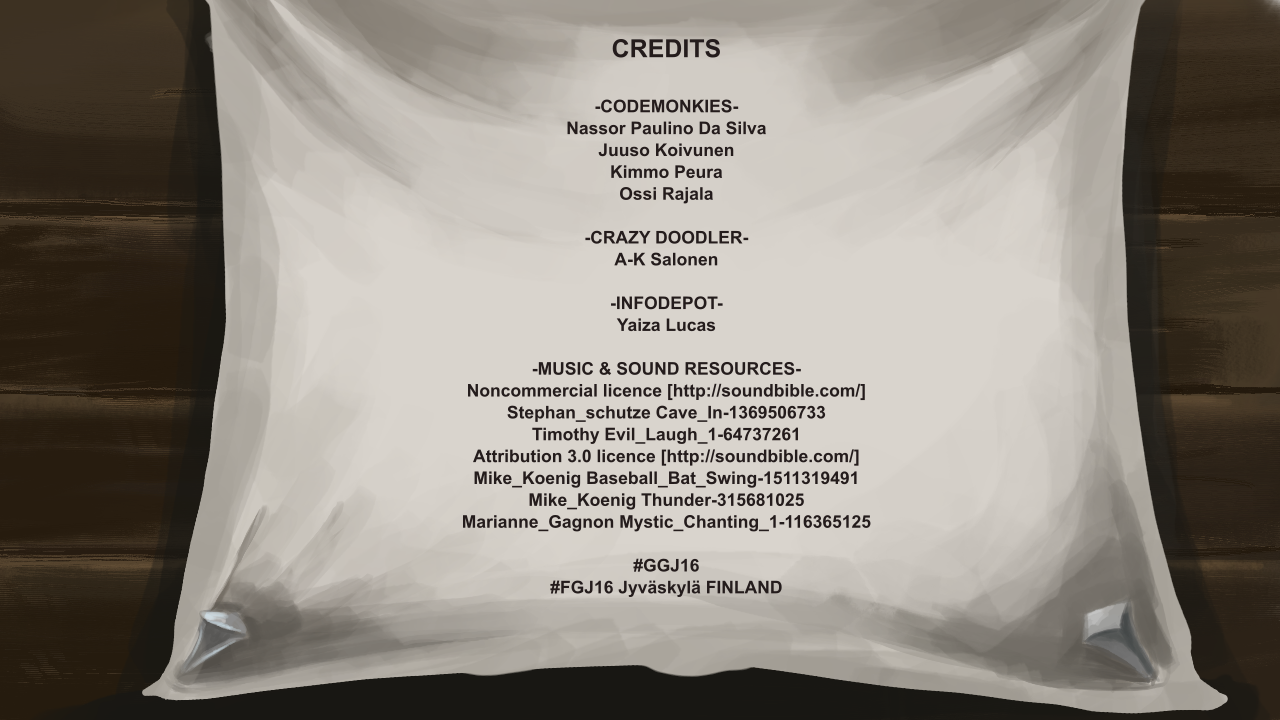 CREDITS
-CODEMONKIES-
Nassor Paulino Da Silva
Juuso Koivunen
Kimmo Peura
Ossi Rajala
-CRAZY DOODLER-
A-K Salonen
-INFODEPOT-
Yaiza Lucas
-MUSIC & SOUND RESOURCES-
Noncommercial licence [http://soundbible.com/]
Stephan_schutze Cave_In-1369506733
Timothy Evil_Laugh_1-64737261
Attribution 3.0 licence [http://soundbible.com/]
Mike_Koenig Baseball_Bat_Swing-1511319491
Mike_Koenig Thunder-315681025
Marianne_Gagnon Mystic_Chanting_1-116365125
#GGJ16
#FGJ16 Jyväskylä FINLAND